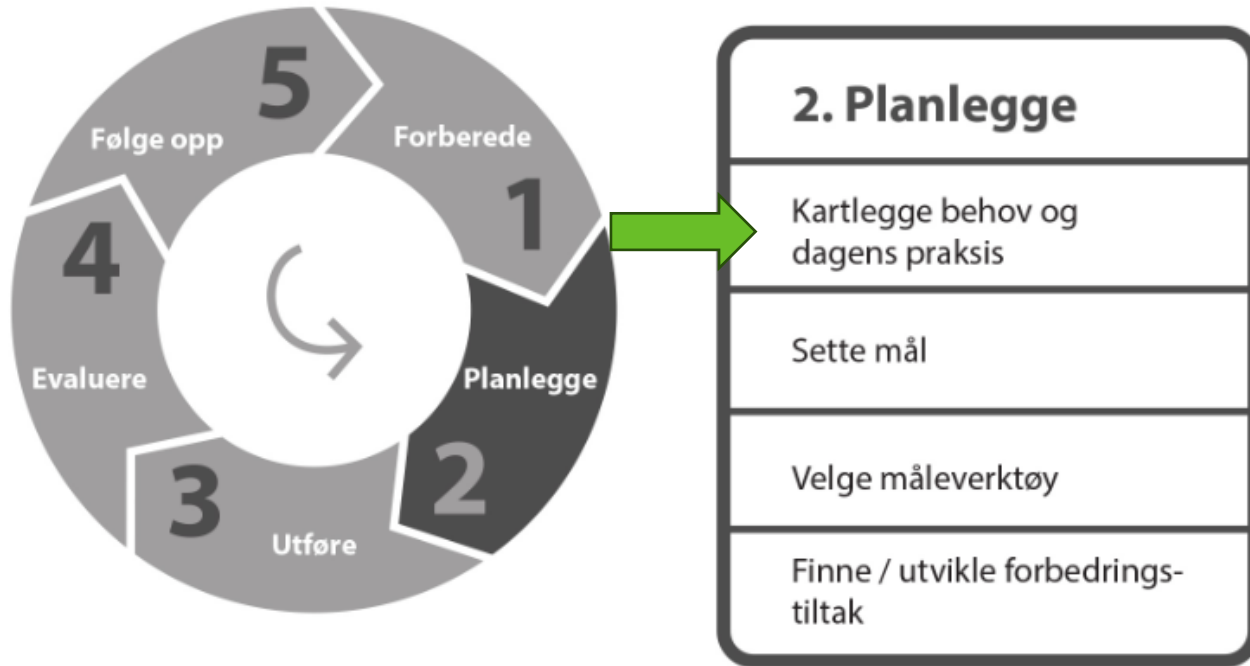 5
Følge opp
Forberede
1
4
Evaluere
Planlegge
2
3
Utføre
2. Planlegge
Kartlegge behov og
dagens praksis
Sette mål
Velge måleverktøy
Finne / utvikle forbedrings-
tiltak